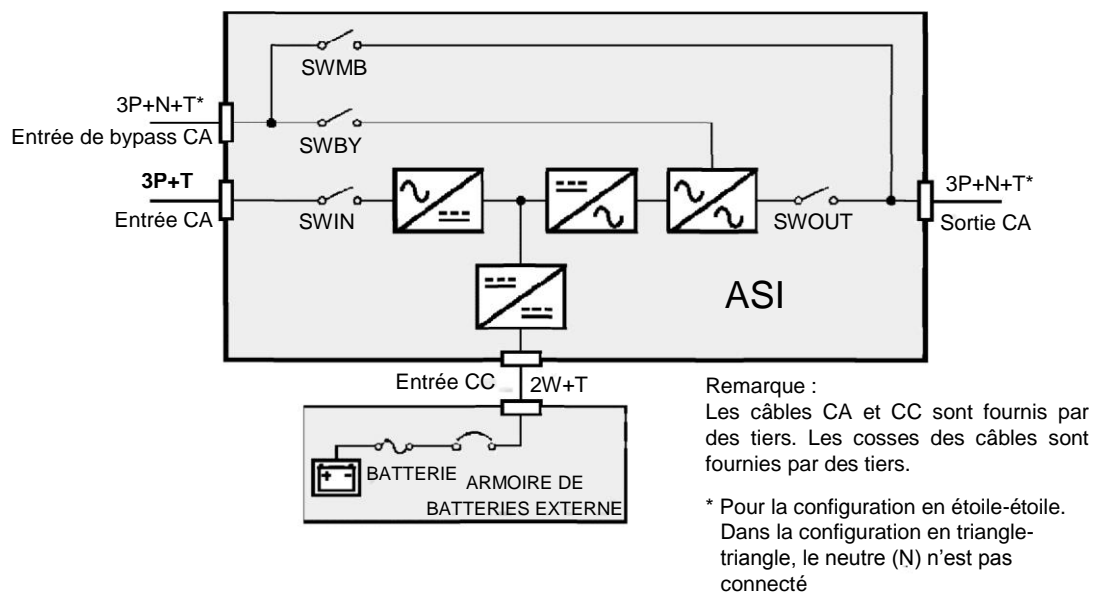 SWMB
3P+N+T*
Entrée de bypass CA
SWBY
3P+T
Entrée CA
SWIN
SWOUT
3P+N+T*
Sortie CA
ASI
Entrée CC
2W+T
BATTERIE
ARMOIRE DE
BATTERIES EXTERNE
Remarque :
Les câbles CA et CC sont fournis par
des tiers. Les cosses des câbles sont
fournies par des tiers.
* Pour la configuration en étoile-étoile.
Dans la configuration en triangle-
triangle, le neutre (N) n’est pas
connecté